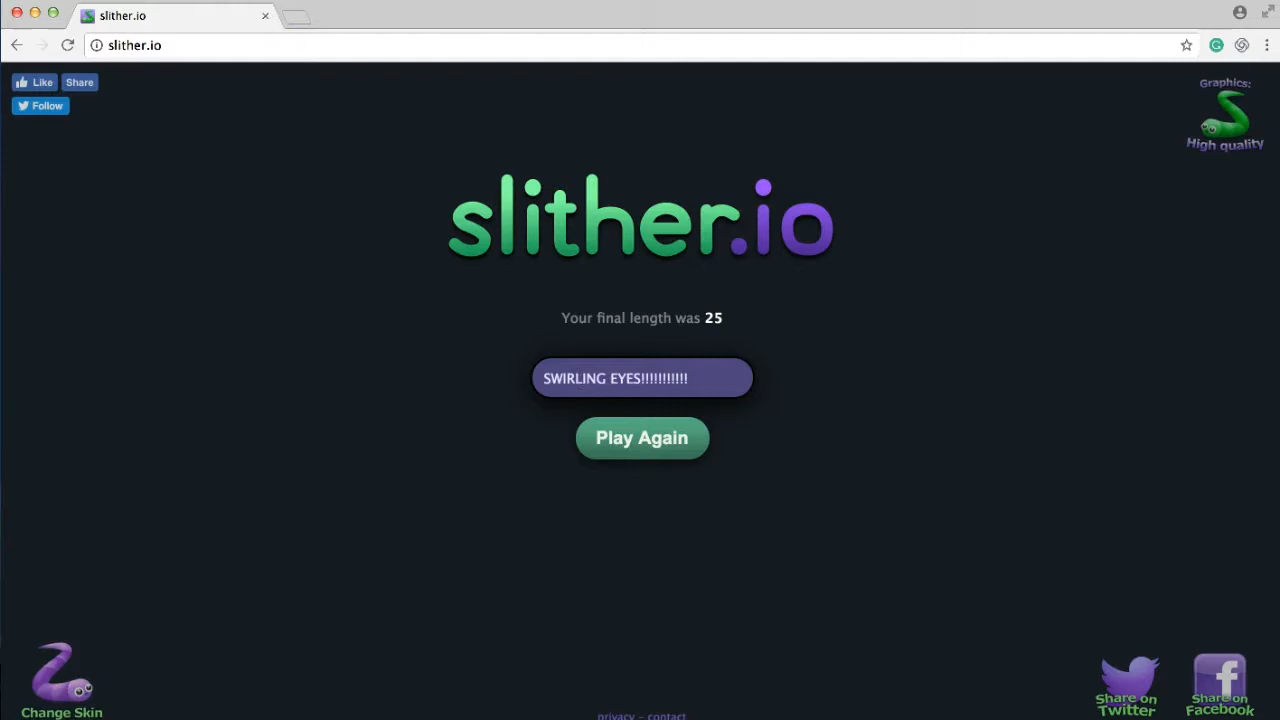 slither.io
slither.io
Like Share
Follow
Graphics:
High quality
slither.io
Your final length was 25
SWIRLING EYES!!!!!!!!!!!
Play Again
Change Skin
privacy - contact
Share on
Twitter
Share on
Facebook